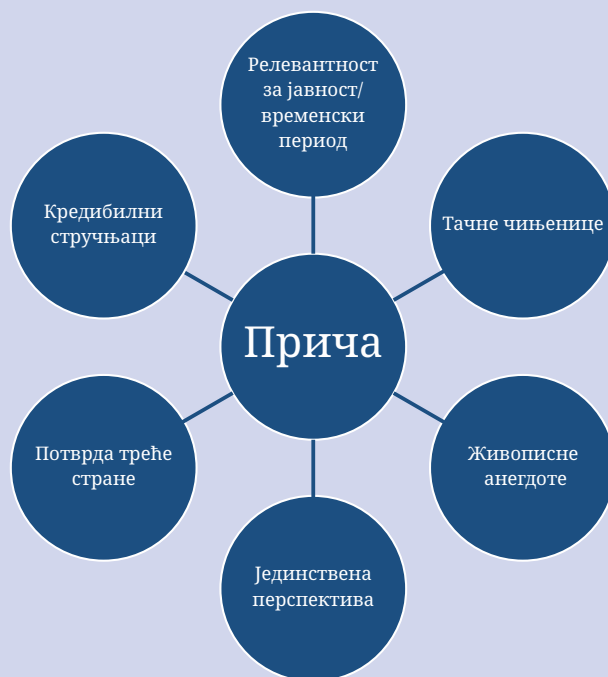 Релевантност
за јавност/
временски
период
Кредибилни
стручњаци
Тачне чињенице
Прича
Потврда треће
стране
Живописне
анегдоте
Јединствена
перспектива